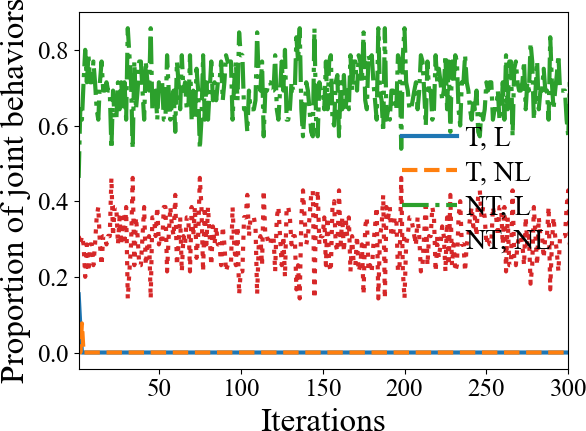 Proportion of joint behaviors
0.8
0.6
0.4
0.2
0.0
T, L
T, NL
NT, L
NT, NL
50
100
150
200
250
300
Iterations